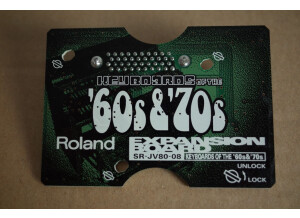 KEYBOARDS OF THE
'60s & '70s
Roland
EXPANSION
BOARD
SR-JV80-08
KEYBOARDS OF THE '60s & '70s
UNLOCK
LOCK